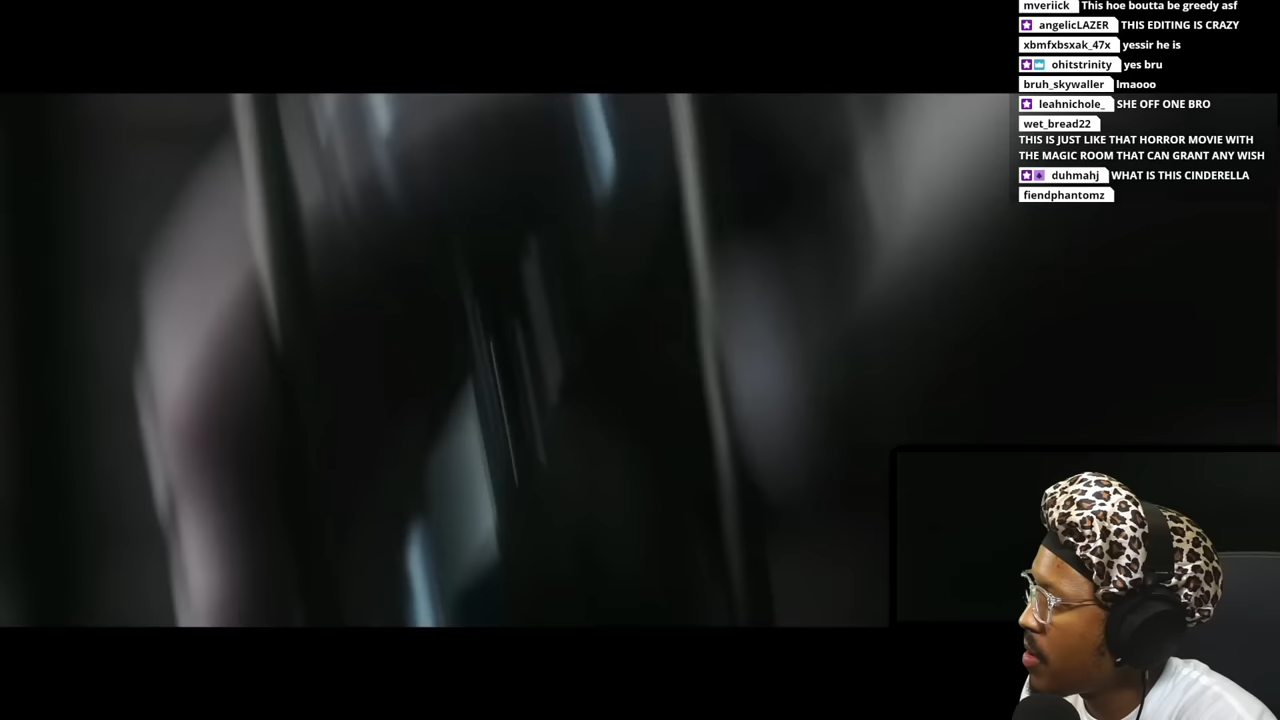 mveriick This hoe boutta be greedy asf
angelicLAZER THIS EDITING IS CRAZY
xbmfxbsxak_47x yessir he is
ohitstrinity yes bru
bruh_skywaller lmaooo
leahnichole_ SHE OFF ONE BRO
wet_bread22
THIS IS JUST LIKE THAT HORROR MOVIE WITH
THE MAGIC ROOM THAT CAN GRANT ANY WISH
duhmahj WHAT IS THIS CINDERELLA
fiendphantomz